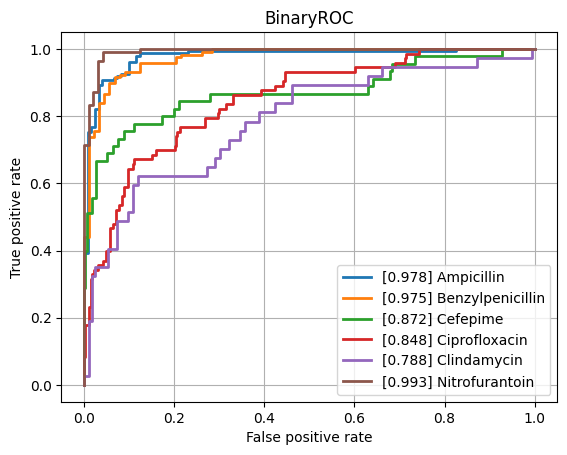 BinaryROC
True positive rate
1.0
0.8
0.6
0.4
0.2
0.0
[0.978] Ampicillin
[0.975] Benzylpenicillin
[0.872] Cefepime
[0.848] Ciprofloxacin
[0.788] Clindamycin
[0.993] Nitrofurantoin
0.0 0.2 0.4 0.6 0.8 1.0
False positive rate